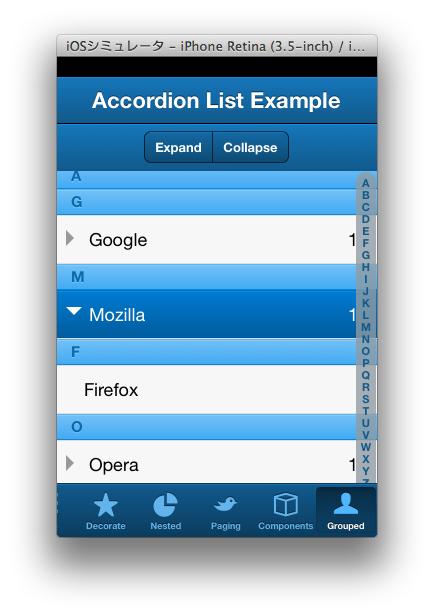 iOSシミュレータ – iPhone Retina (3.5-inch) / i...
Accordion List Example
Expand Collapse
A
G
Google 1
M
Mozilla 1
F
Firefox
O
Opera 1
A
B
C
D
E
F
G
H
I
J
K
L
M
N
O
P
Q
R
S
T
U
V
W
X
Y
Z
Decorate Nested Paging Components Grouped